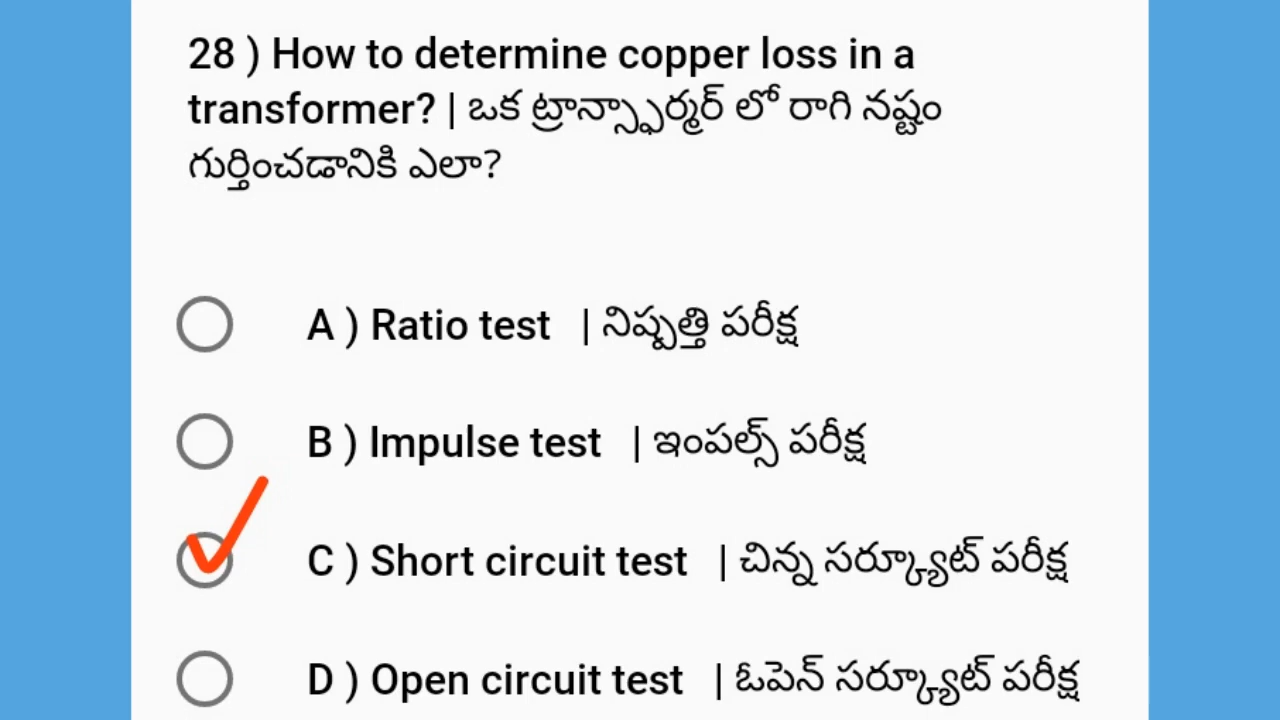 28 ) How to determine copper loss in a
transformer? | ఒక ట్రాన్స్ఫార్మర్ లో రాగి నష్టం
గుర్తించడానికి ఎలా?
A ) Ratio test | నిష్పత్తి పరీక్ష
B ) Impulse test | ఇంపల్స్ పరీక్ష
C ) Short circuit test | చిన్న సర్క్యూట్ పరీక్ష
D ) Open circuit test | ఓపెన్ సర్క్యూట్ పరీక్ష